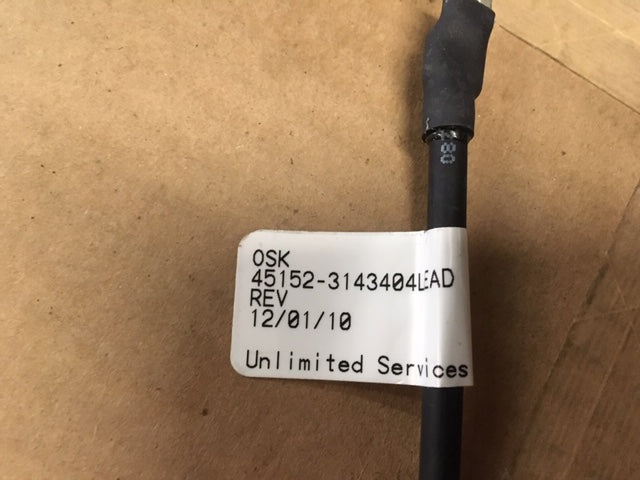 80
OSK
45152-3143404LEAD
REV
12/01/10
Unlimited Services